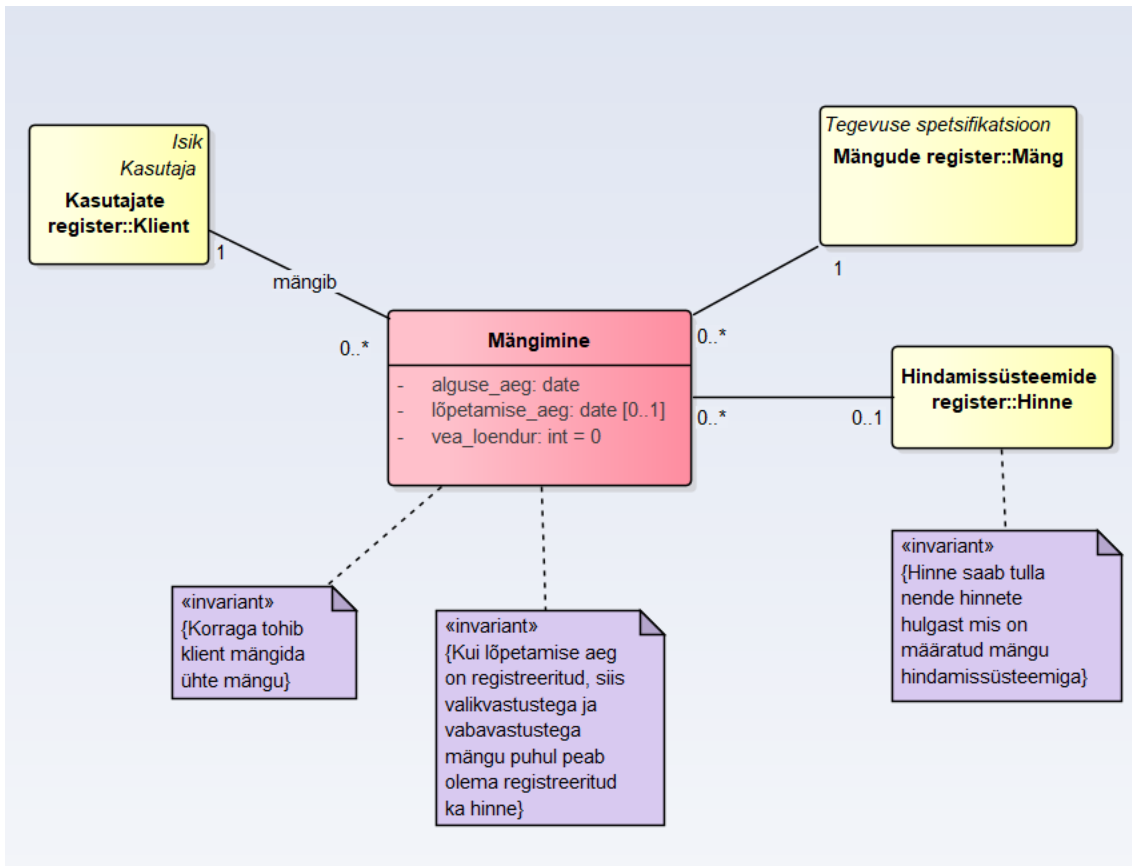 Isik
Kasutaja
Kasutajate
register::Klient
Tegevuse spetsifikatsioon
Mängude register::Mäng
1
mängib
0..*
1
0..*
Mängimine
- alguse_aeg: date
- lõpetamise_aeg: date [0..1]
- vea_loendur: int = 0
0..*
0..1
Hindamissüsteemide
register::Hinne
«invariant»
{Korraga tohib
klient mängida
ühte mängu}
«invariant»
{Kui lõpetamise aeg
on registreeritud, siis
valikvastustega ja
vabavastustega
mängu puhul peab
olema registreeritud
ka hinne}
«invariant»
{Hinne saab tulla
nende hinnete
hulgast mis on
määratud mängu
hindamissüsteemiga}